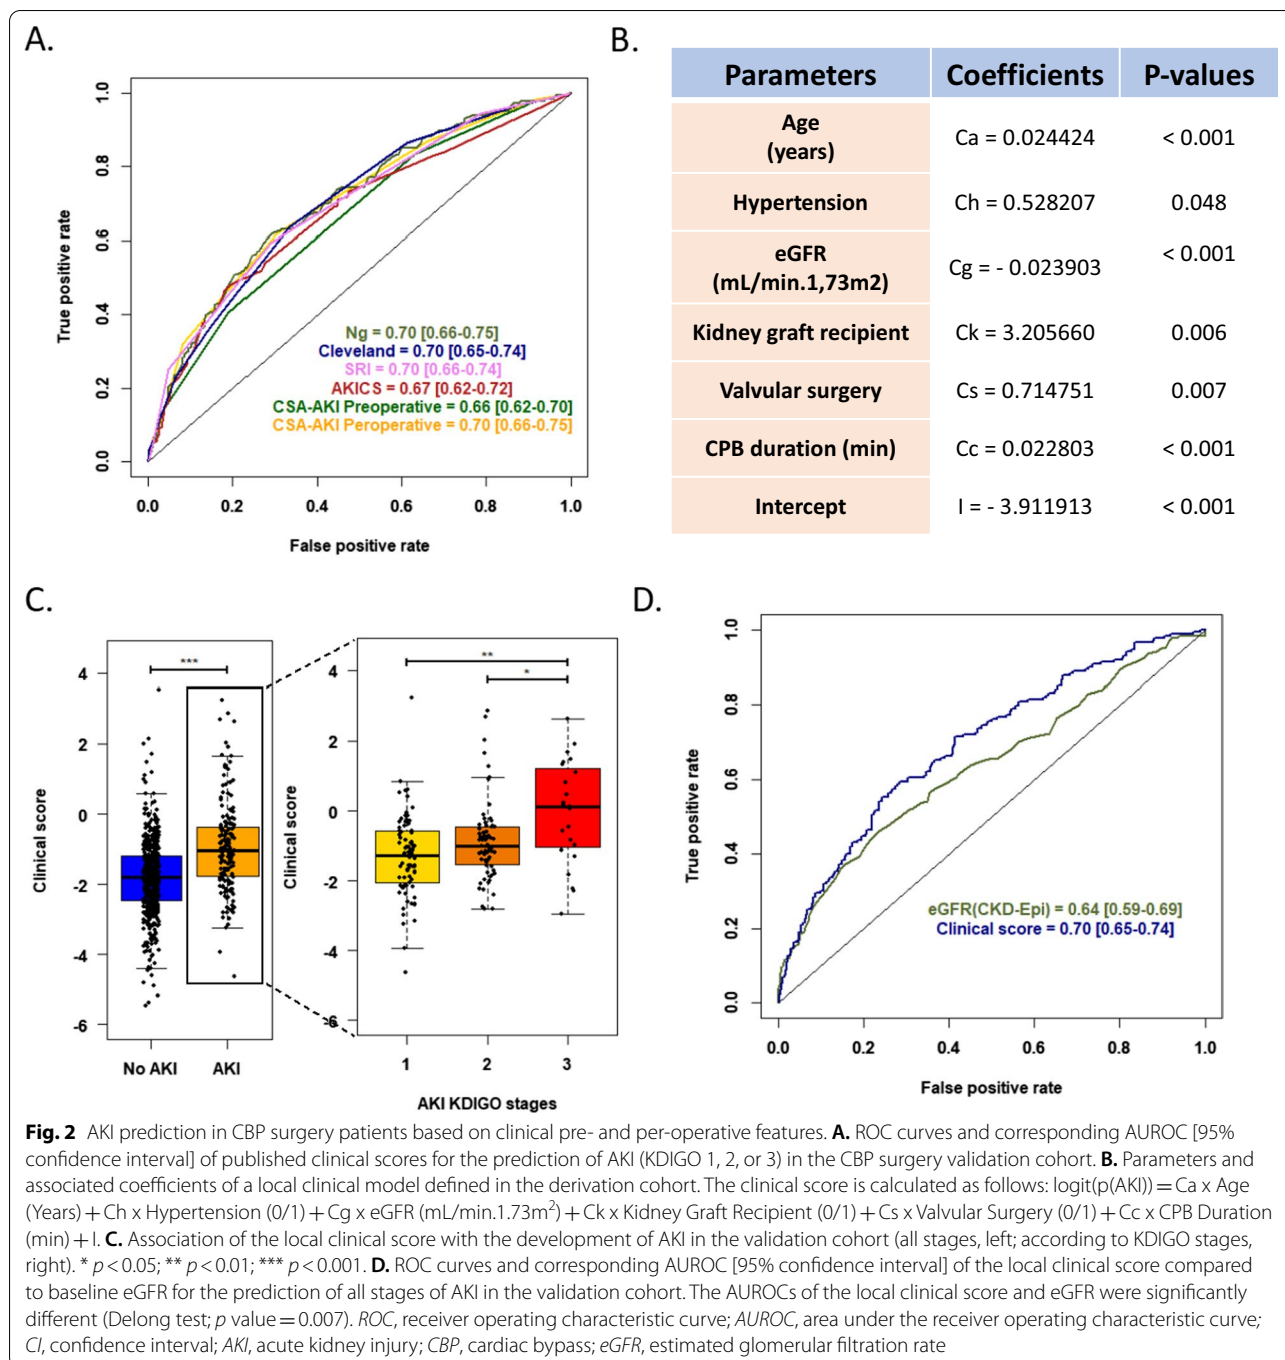 A.
1.0
0.8
0.6
0.4
0.2
0.0
True positive rate
Ng = 0.70 [0.66-0.75]
Cleveland = 0.70 [0.65-0.74]
SRI = 0.70 [0.66-0.74]
AKICS = 0.67 [0.62-0.72]
CSA-AKI Preoperative = 0.66 [0.62-0.70]
CSA-AKI Peroperative = 0.70 [0.66-0.75]
0.0 0.2 0.4 0.6 0.8 1.0
False positive rate
B.
Parameters Coefficients P-values
Age
(years) Ca = 0.024424 < 0.001
Hypertension Ch = 0.528207 0.048
eGFR
(mL/min.1,73m2) Cg = - 0.023903 < 0.001
Kidney graft recipient Ck = 3.205660 0.006
Valvular surgery Cs = 0.714751 0.007
CPB duration (min) Cc = 0.022803 < 0.001
Intercept I = - 3.911913 < 0.001
C.
4
2
0
-2
-4
-6
Clinical score
***
No AKI AKI
4
2
0
-2
-4
-6
Clinical score
**
*
1 2 3
AKI KDIGO stages
D.
1.0
0.8
0.6
0.4
0.2
0.0
True positive rate
eGFR(CKD-Epi) = 0.64 [0.59-0.69]
Clinical score = 0.70 [0.65-0.74]
0.0 0.2 0.4 0.6 0.8 1.0
False positive rate
Fig. 2 AKI prediction in CBP surgery patients based on clinical pre- and per-operative features. A. ROC curves and corresponding AUROC [95%
confidence interval] of published clinical scores for the prediction of AKI (KDIGO 1, 2, or 3) in the CBP surgery validation cohort. B. Parameters and
associated coefficients of a local clinical model defined in the derivation cohort. The clinical score is calculated as follows: logit(p(AKI)) = Ca x Age
(Years) + Ch x Hypertension (0/1) + Cg x eGFR (mL/min.1.73m²) + Ck x Kidney Graft Recipient (0/1) + Cs x Valvular Surgery (0/1) + Cc x CPB Duration
(min) + I. C. Association of the local clinical score with the development of AKI in the validation cohort (all stages, left; according to KDIGO stages,
right). * p < 0.05; ** p < 0.01; *** p < 0.001. D. ROC curves and corresponding AUROC [95% confidence interval] of the local clinical score compared
to baseline eGFR for the prediction of all stages of AKI in the validation cohort. The AUROCs of the local clinical score and eGFR were significantly
different (Delong test; p value = 0.007). ROC, receiver operating characteristic curve; AUROC, area under the receiver operating characteristic curve;
CI, confidence interval; AKI, acute kidney injury; CBP, cardiac bypass; eGFR, estimated glomerular filtration rate